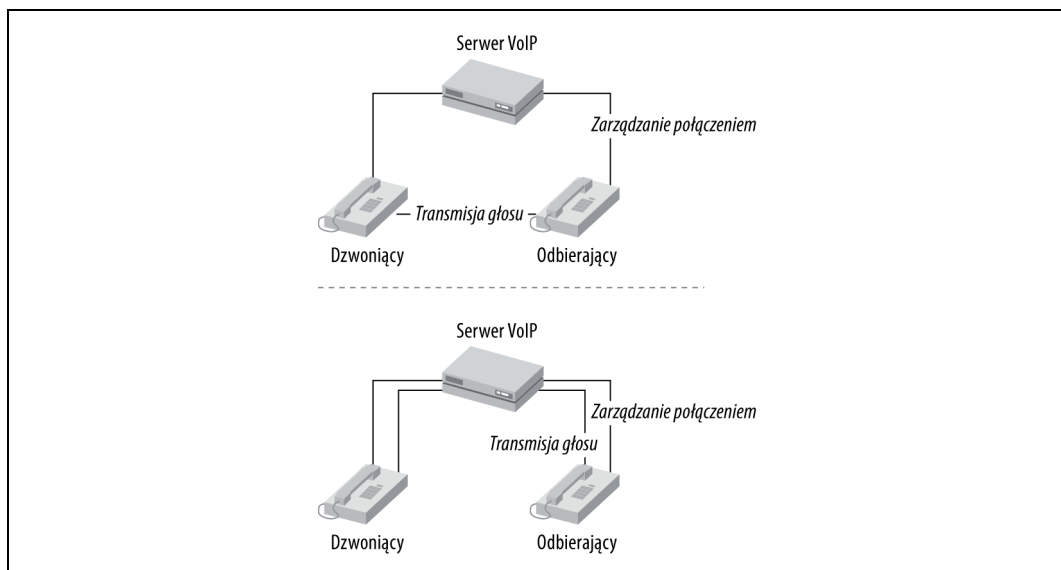 Serwer VoIP
Zarządzanie połączeniem
Transmisja głosu
Dzwoniący
Odbierający
Serwer VoIP
Zarządzanie połączeniem
Transmisja głosu
Dzwoniący
Odbierający